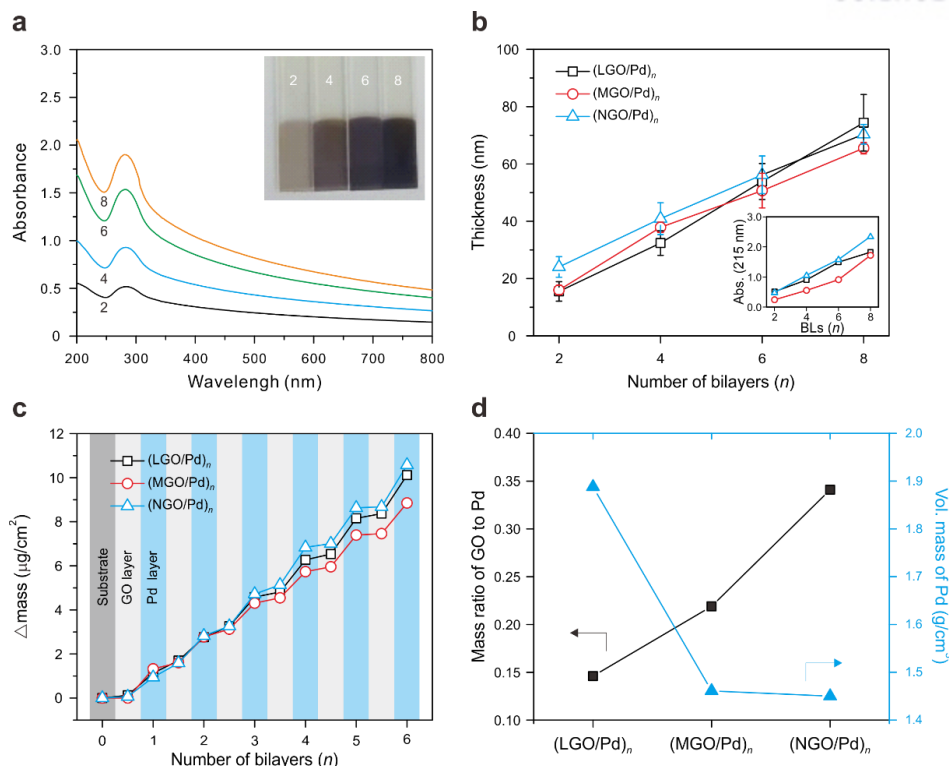 a
3.0
2.5
2.0
1.5
1.0
0.5
0.0
Absorbance
2 4 6 8
8
6
4
2
200 300 400 500 600 700 800
Wavelengh (nm)
b
100
80
60
40
20
0
Thickness (nm)
(LGO/Pd)n
(MGO/Pd)n
(NGO/Pd)n
3.0
2.0
1.0
0.0
Abs. (215 nm)
2 4 6 8
BLs (n)
2 4 6 8
Number of bilayers (n)
c
12
10
8
6
4
2
0
△mass (μg/cm2)
(LGO/Pd)n
(MGO/Pd)n
(NGO/Pd)n
Substrate
GO layer
Pd layer
0 1 2 3 4 5 6
Number of bilayers (n)
d
0.40
0.35
0.30
0.25
0.20
0.15
0.10
Mass ratio of GO to Pd
2.0
1.9
1.8
1.7
1.6
1.5
1.4
Vol. mass of Pd (g/cm3)
(LGO/Pd)n (MGO/Pd)n (NGO/Pd)n